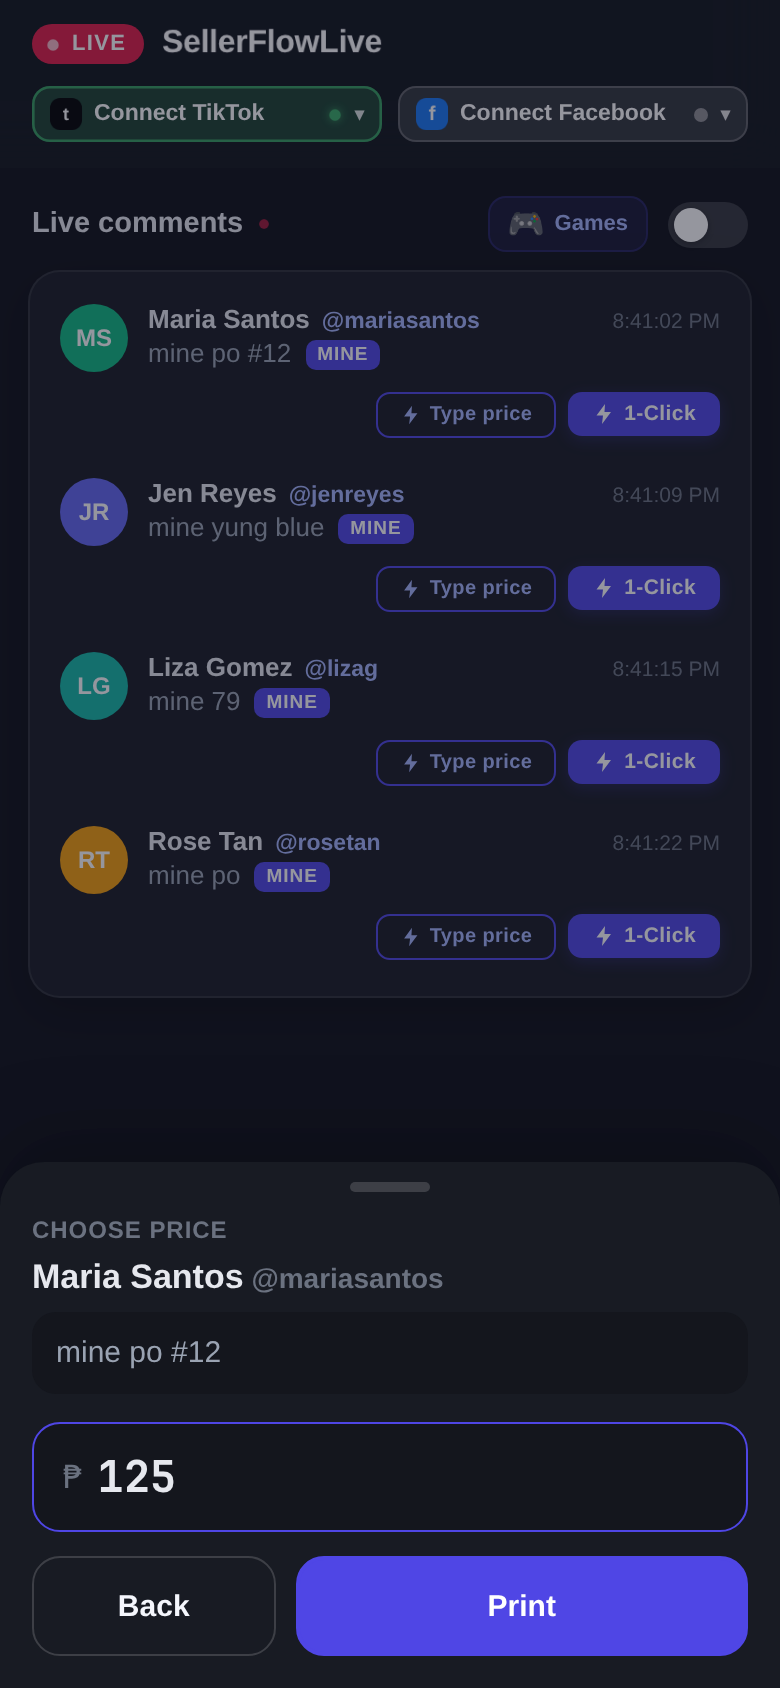 LIVE SellerFlowLive
t Connect TikTok ▾ f Connect Facebook ▾
Live comments Games
MS Maria Santos @mariasantos 8:41:02 PM
mine po #12 MINE
Type price 1-Click
JR Jen Reyes @jenreyes 8:41:09 PM
mine yung blue MINE
Type price 1-Click
LG Liza Gomez @lizag 8:41:15 PM
mine 79 MINE
Type price 1-Click
RT Rose Tan @rosetan 8:41:22 PM
mine po MINE
Type price 1-Click
CHOOSE PRICE
Maria Santos @mariasantos
mine po #12
₱ 125
Back Print